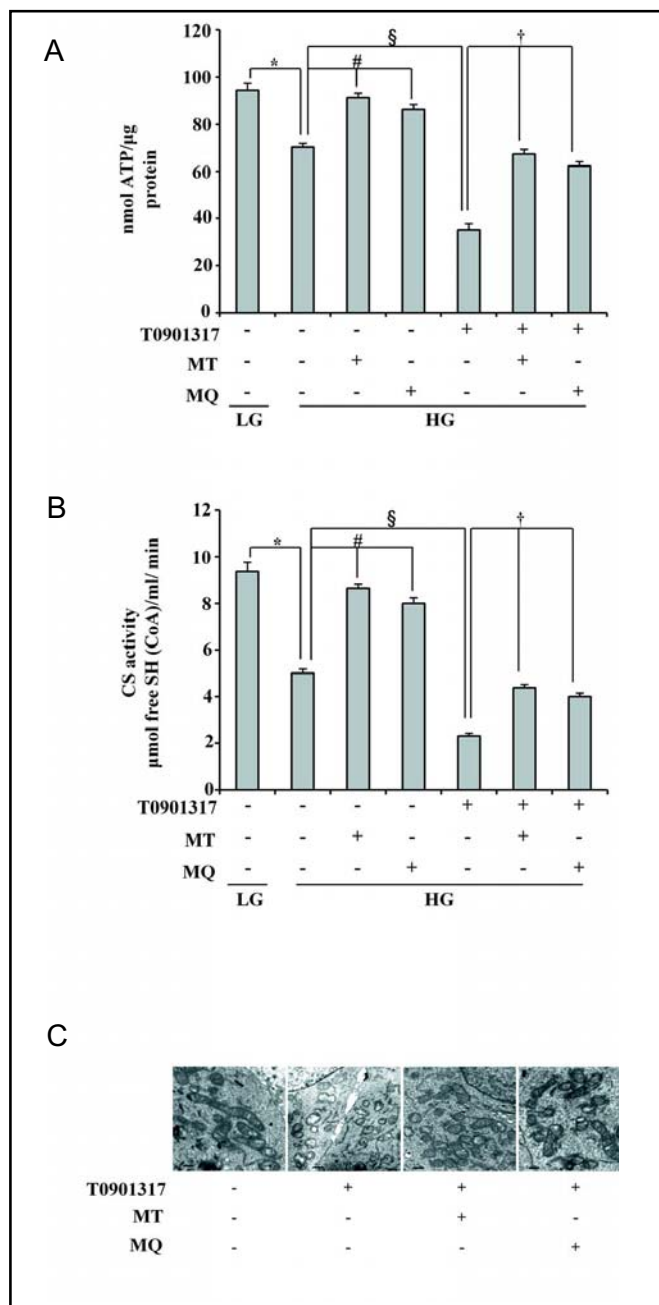 A
120
100
80
60
40
20
0
nmol ATP/µg
protein
* # § †
T0901317 - - - - + + +
MT - - + - - + -
MQ - - - + - - +
LG HG
B
12
10
8
6
4
2
0
CS activity
µmol free SH (CoA)/ml/ min
* # § †
T0901317 - - - - + + +
MT - - + - - + -
MQ - - - + - - +
LG HG
C
T0901317 - + + +
MT - - + -
MQ - - - +